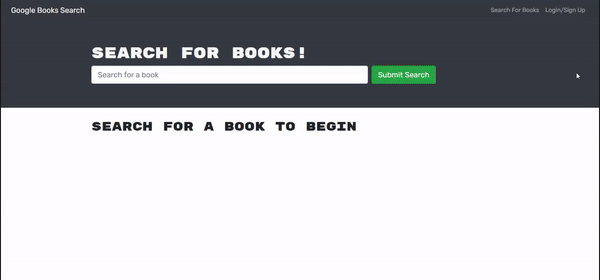 Google Books Search
Search For Books Login/Sign Up
SEARCH FOR BOOKS!
Search for a book
Submit Search
SEARCH FOR A BOOK TO BEGIN